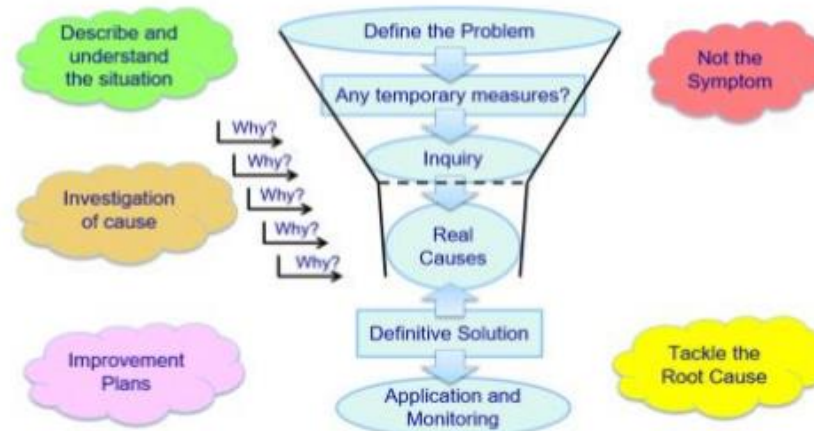 Describe and
understand
the situation
Define the Problem
Not the
Symptom
Any temporary measures?
Why?
Inquiry
Why?
Investigation
of cause
Why?
Why?
Real
Causes
Why?
Definitive Solution
Improvement
Plans
Tackle the
Root Cause
Application and
Monitoring